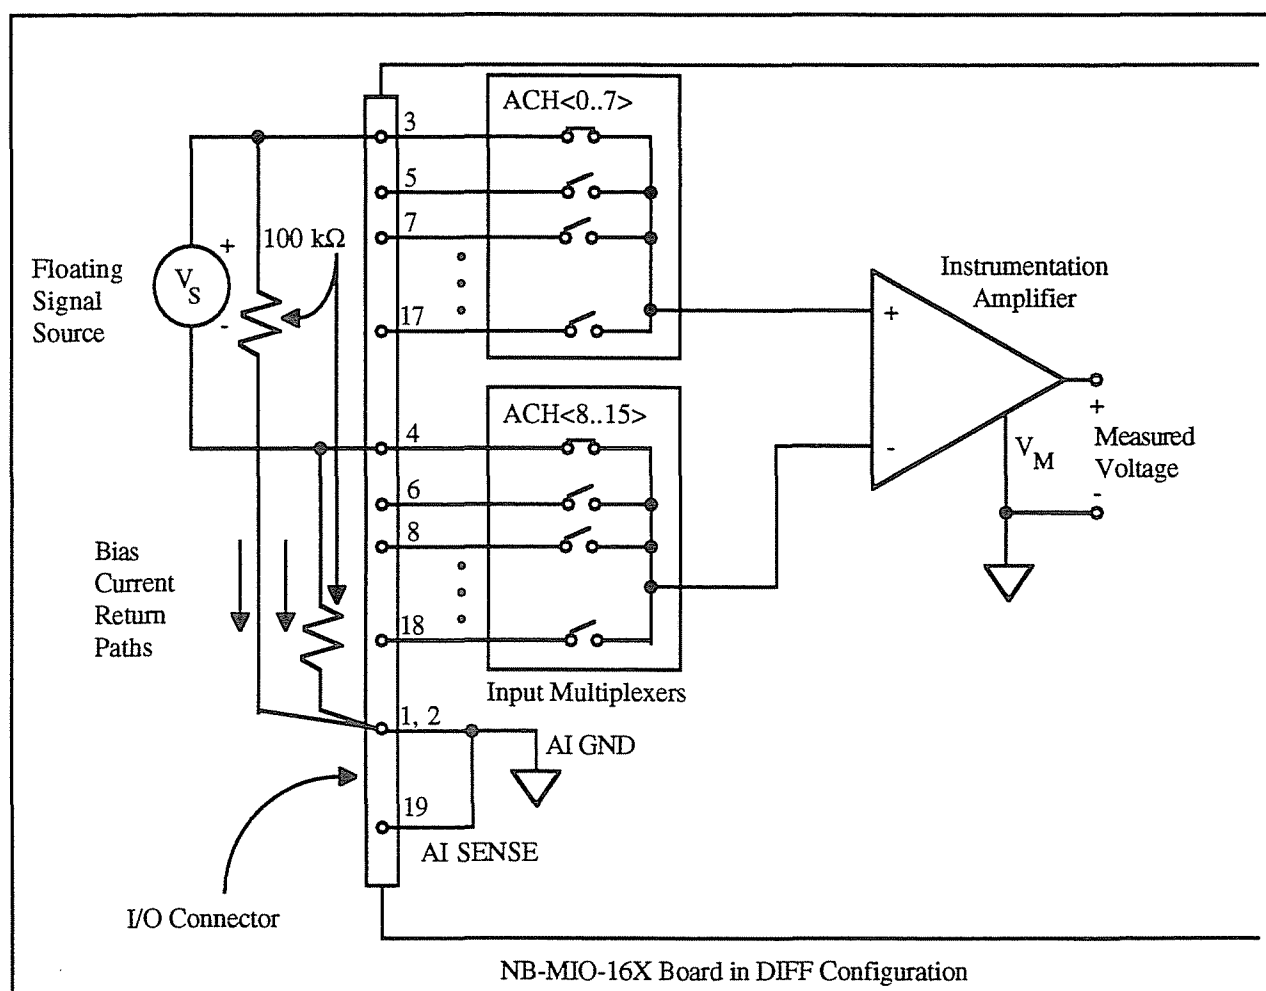 ACH<0..7>
3
5
7
17
100 kΩ
+
V
S
-
Floating
Signal
Source
Instrumentation
Amplifier
+
-
+
Measured
Voltage
-
V
M
ACH<8..15>
4
6
8
18
Bias
Current
Return
Paths
Input Multiplexers
1, 2
AI GND
19
AI SENSE
I/O Connector
NB-MIO-16X Board in DIFF Configuration